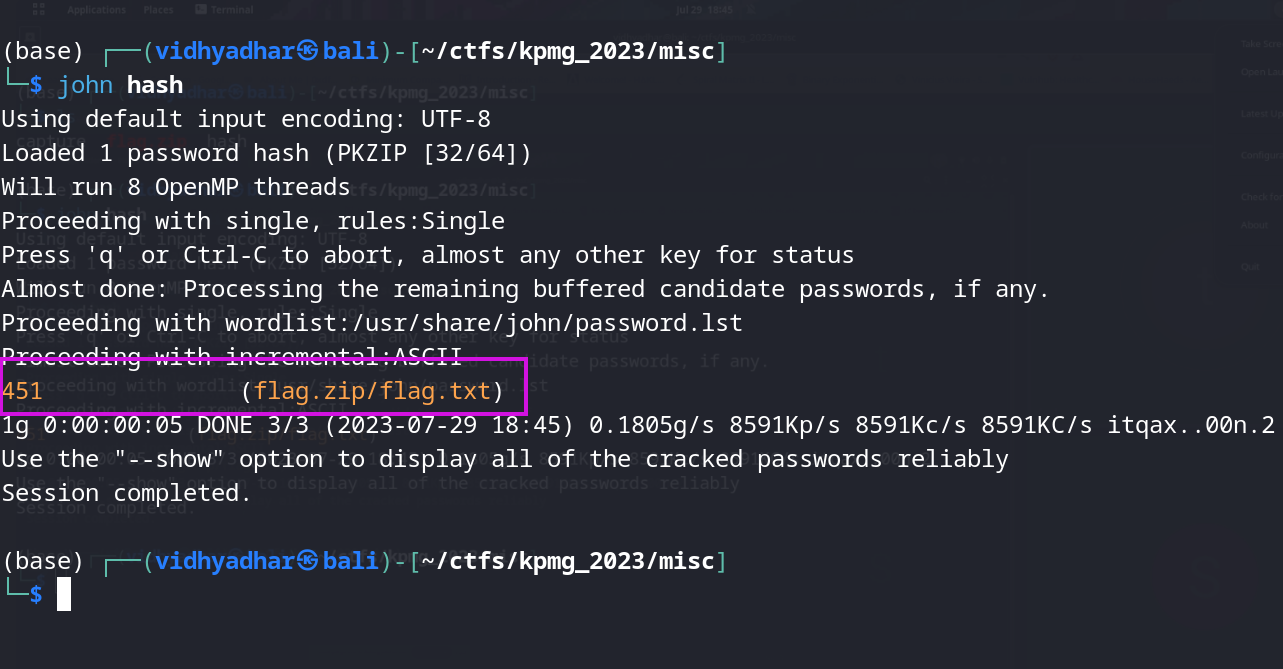 Applications Places Terminal Jul 29 18:45
(base) ┌──(vidhyadhar㉿bali)-[~/ctfs/kpmg_2023/misc]
└─$ john hash
Using default input encoding: UTF-8
Loaded 1 password hash (PKZIP [32/64])
Will run 8 OpenMP threads
Proceeding with single, rules:Single
Press 'q' or Ctrl-C to abort, almost any other key for status
Almost done: Processing the remaining buffered candidate passwords, if any.
Proceeding with wordlist:/usr/share/john/password.lst
Proceeding with incremental:ASCII
451              (flag.zip/flag.txt)
1g 0:00:00:05 DONE 3/3 (2023-07-29 18:45) 0.1805g/s 8591Kp/s 8591Kc/s 8591KC/s itqax..00n.2
Use the "--show" option to display all of the cracked passwords reliably
Session completed.
(base) ┌──(vidhyadhar㉿bali)-[~/ctfs/kpmg_2023/misc]
└─$